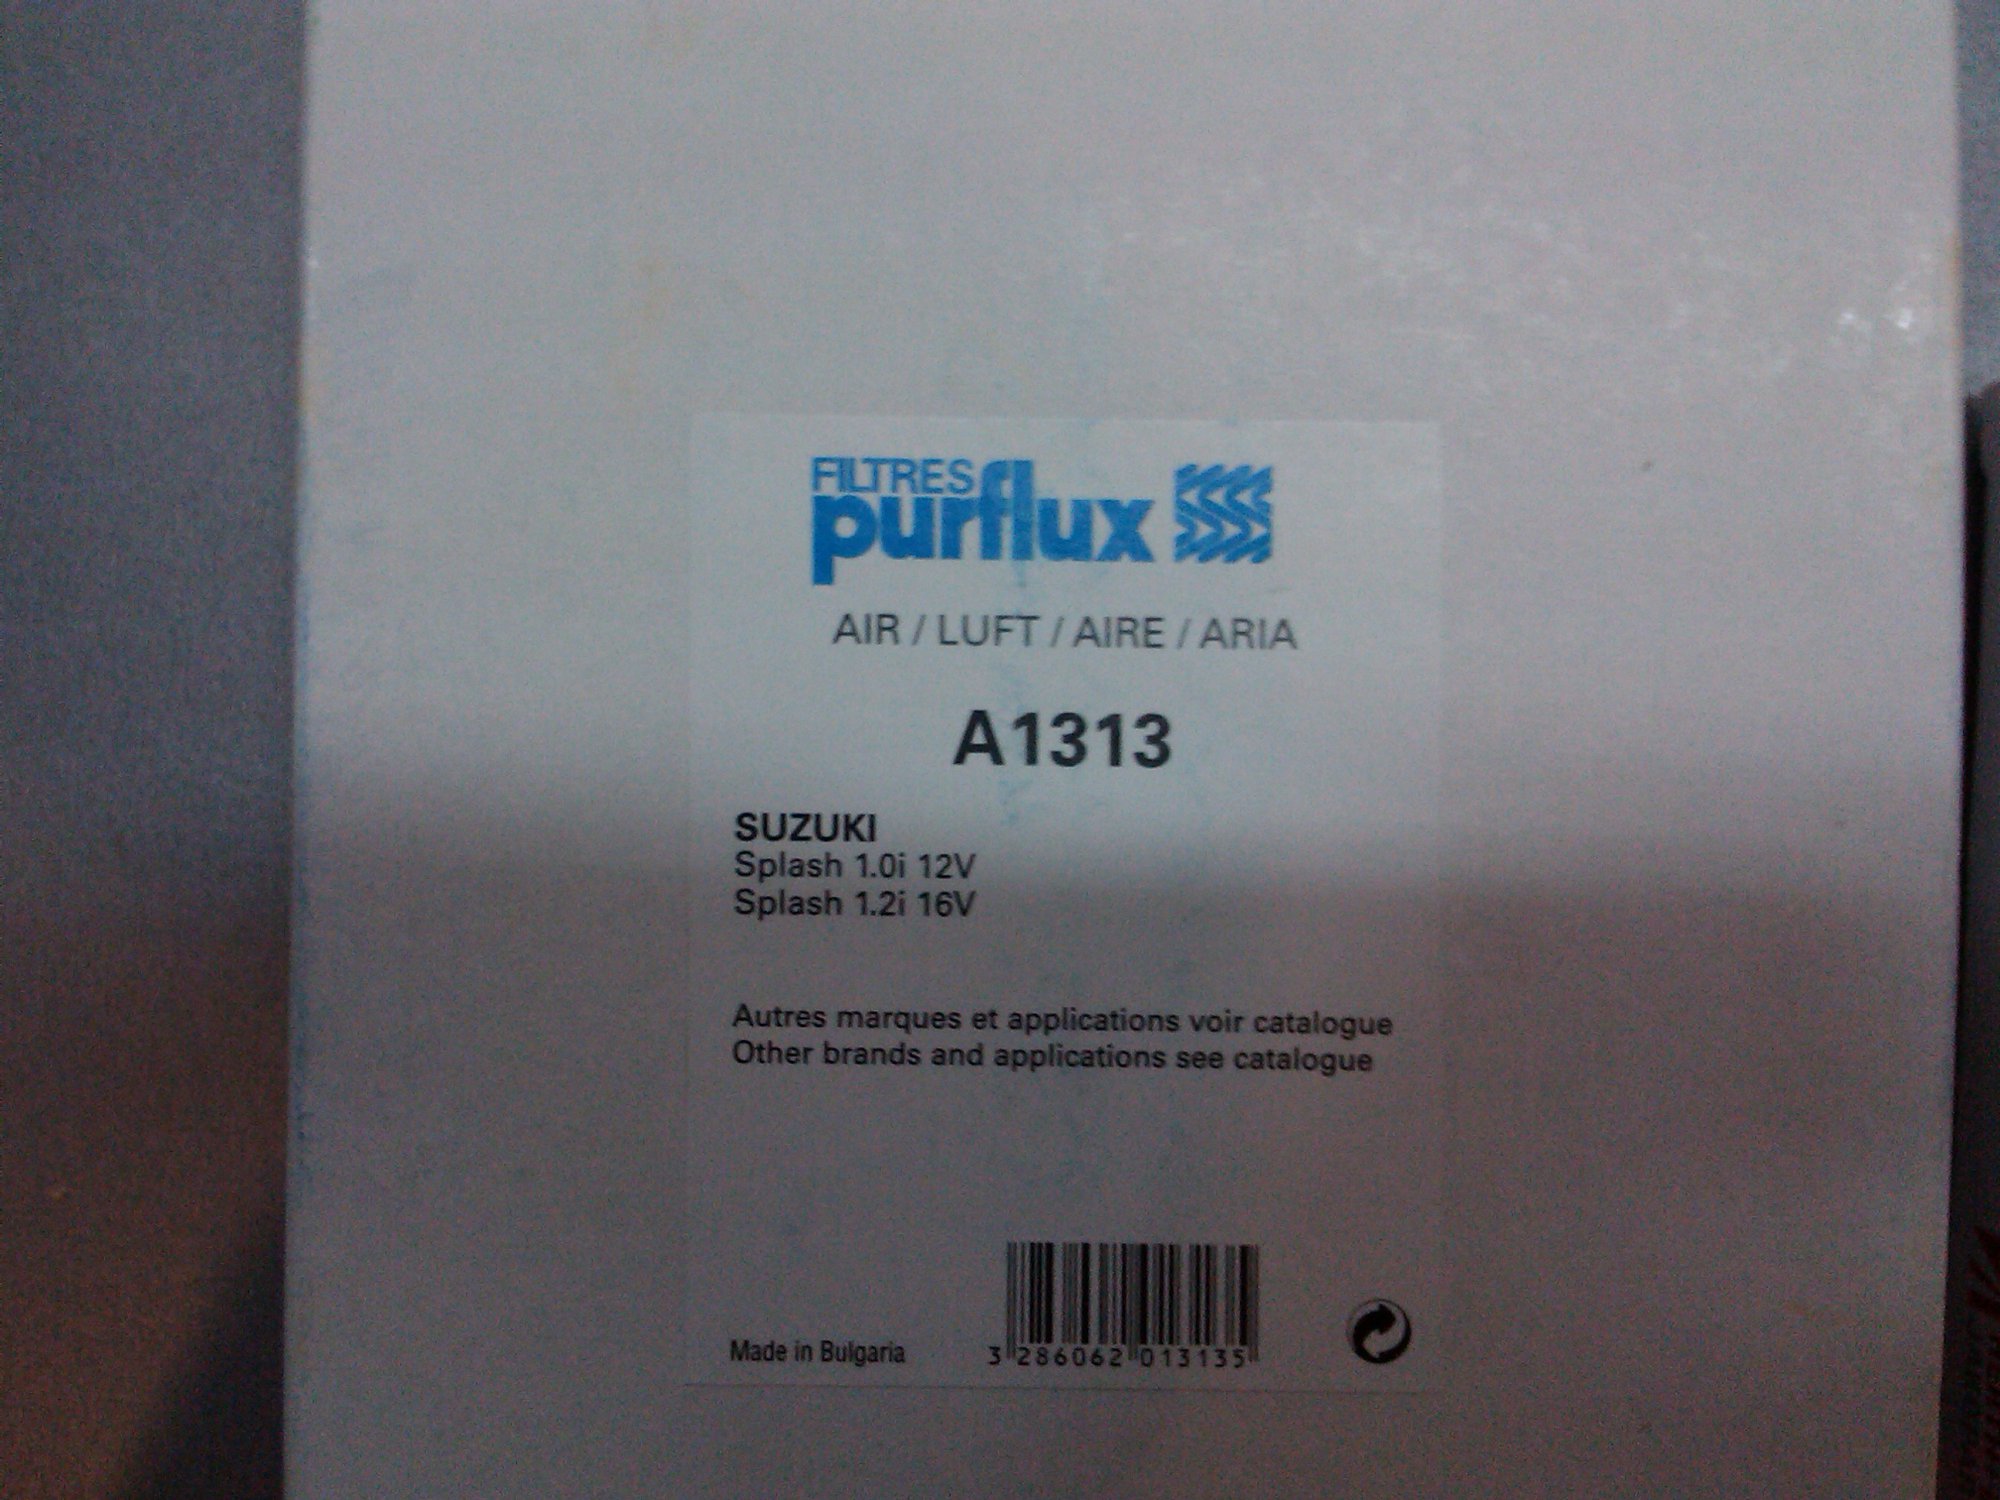 FILTRES
purflux
AIR / LUFT / AIRE / ARIA
A1313
SUZUKI
Splash 1.0i 12V
Splash 1.2i 16V
Autres marques et applications voir catalogue
Other brands and applications see catalogue
Made in Bulgaria
3 286062 013135